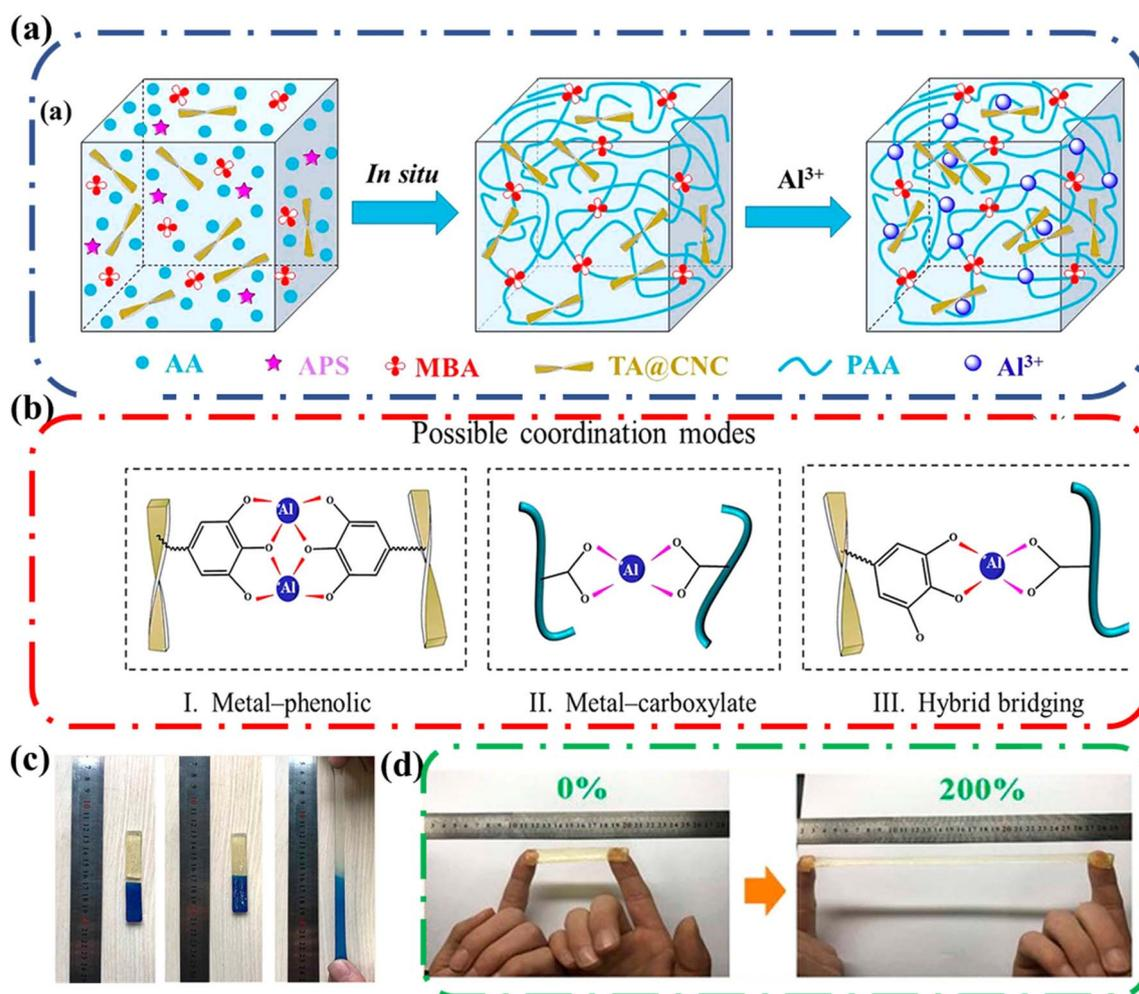 (a)
(a)
In situ
Al³⁺
AA
APS
MBA
TA@CNC
PAA
Al³⁺
(b)
Possible coordination modes
O
Al
O
O
O
O
Al
O
O
Al
O
O
O
O
O
Al
O
O
O
I. Metal–phenolic
II. Metal–carboxylate
III. Hybrid bridging
(c)
(d)
0%
200%